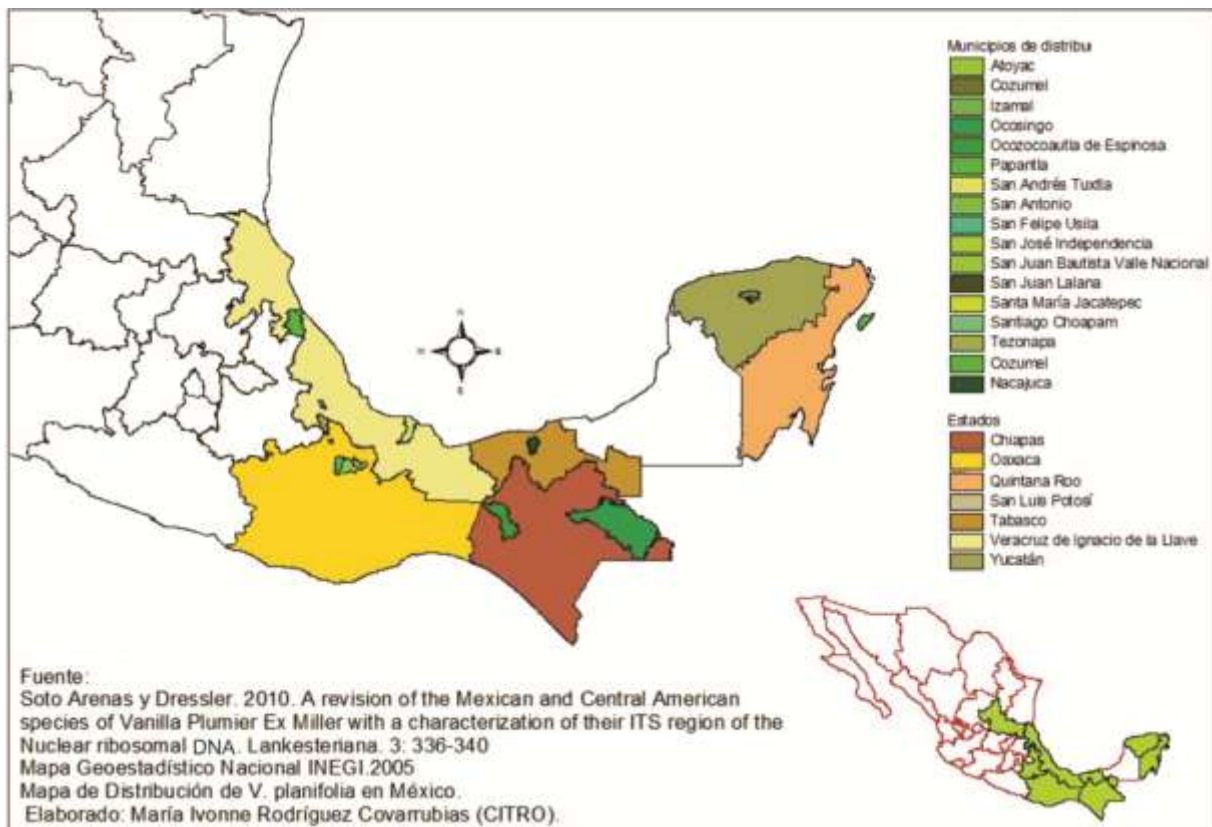 Municipios de distribui
Atoyac
Cozumel
Izamal
Ocosingo
Ocozocoautla de Espinosa
Papantla
San Andrés Tuxtla
San Antonio
San Felipe Usila
San José Independencia
San Juan Bautista Valle Nacional
San Juan Lalana
Santa María Jacatepec
Santiago Choapam
Tezonapa
Cozumel
Nacajuca
Estados
Chiapas
Oaxaca
Quintana Roo
San Luis Potosí
Tabasco
Veracruz de Ignacio de la Llave
Yucatán
Fuente:
Soto Arenas y Dressler. 2010. A revision of the Mexican and Central American
species of Vanilla Plumier Ex Miller with a characterization of their ITS region of the
Nuclear ribosomal DNA. Lankesteriana. 3: 336-340
Mapa Geoestadístico Nacional INEGI.2005
Mapa de Distribución de V. planifolia en México.
Elaborado: María Ivonne Rodríguez Covarrubias (CITRO).